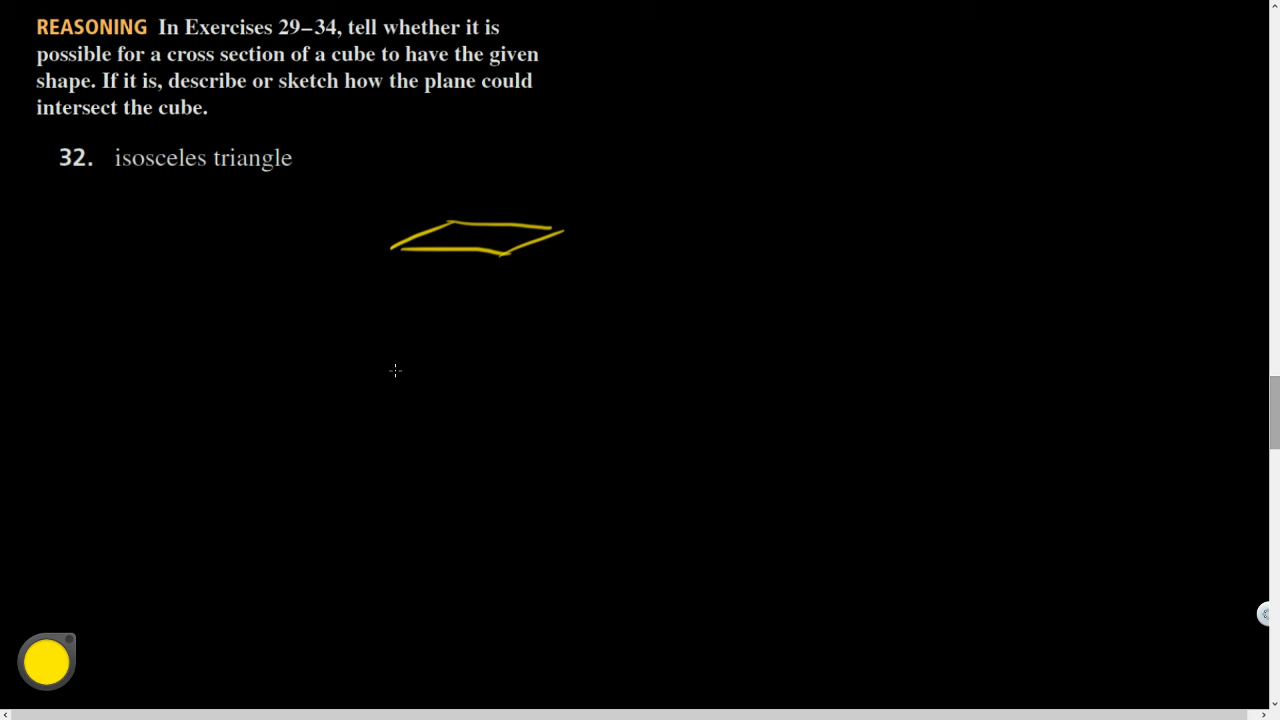 REASONING In Exercises 29–34, tell whether it is
possible for a cross section of a cube to have the given
shape. If it is, describe or sketch how the plane could
intersect the cube.
32. isosceles triangle